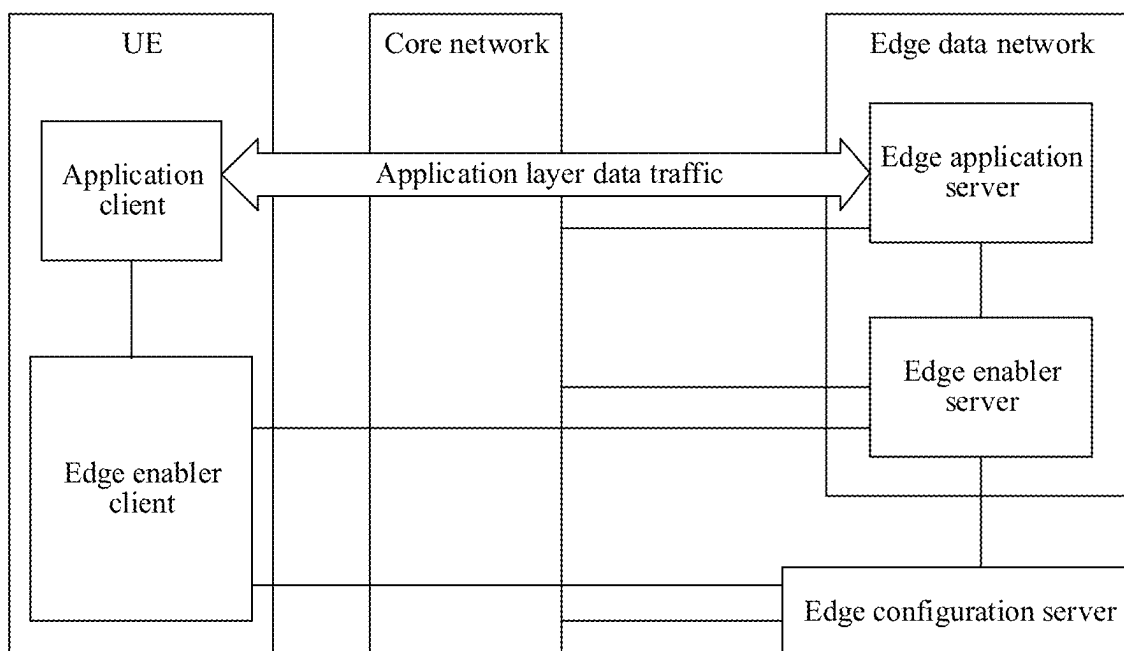 UE
Core network
Edge data network
Application
client
Application layer data traffic
Edge application
server
Edge enabler
server
Edge enabler
client
Edge configuration server